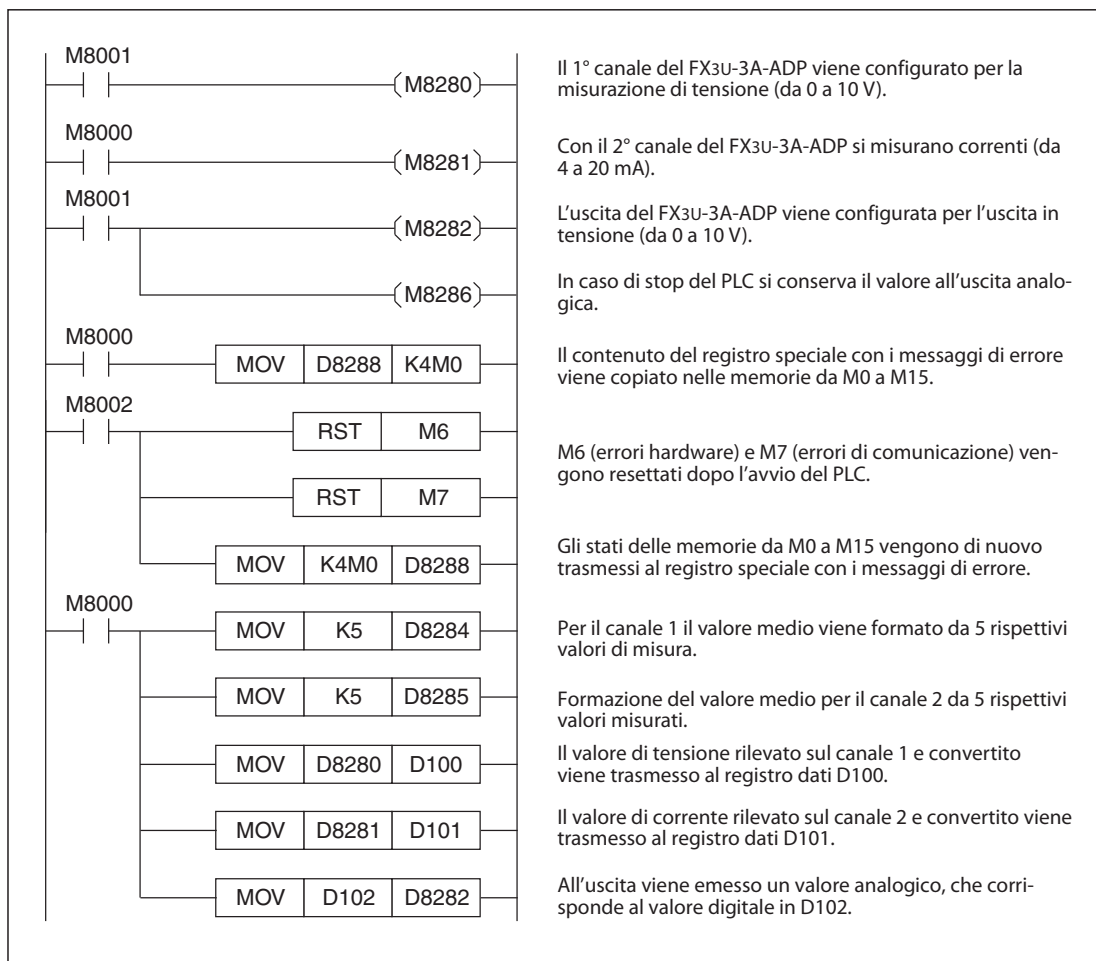 M8001
M8280
Il 1° canale del FX3U-3A-ADP viene configurato per la
misurazione di tensione (da 0 a 10 V).
M8000
M8281
Con il 2° canale del FX3U-3A-ADP si misurano correnti (da
4 a 20 mA).
M8001
M8282
L'uscita del FX3U-3A-ADP viene configurata per l'uscita in
tensione (da 0 a 10 V).
M8286
In caso di stop del PLC si conserva il valore all'uscita analo-
gica.
M8000
MOV D8288 K4M0
Il contenuto del registro speciale con i messaggi di errore
viene copiato nelle memorie da M0 a M15.
M8002
RST M6
M6 (errori hardware) e M7 (errori di comunicazione) ven-
gono resettati dopo l'avvio del PLC.
RST M7
MOV K4M0 D8288
Gli stati delle memorie da M0 a M15 vengono di nuovo
trasmessi al registro speciale con i messaggi di errore.
M8000
MOV K5 D8284
Per il canale 1 il valore medio viene formato da 5 rispettivi
valori di misura.
MOV K5 D8285
Formazione del valore medio per il canale 2 da 5 rispettivi
valori misurati.
MOV D8280 D100
Il valore di tensione rilevato sul canale 1 e convertito
viene trasmesso al registro dati D100.
MOV D8281 D101
Il valore di corrente rilevato sul canale 2 e convertito viene
trasmesso al registro dati D101.
MOV D102 D8282
All'uscita viene emesso un valore analogico, che corri-
sponde al valore digitale in D102.